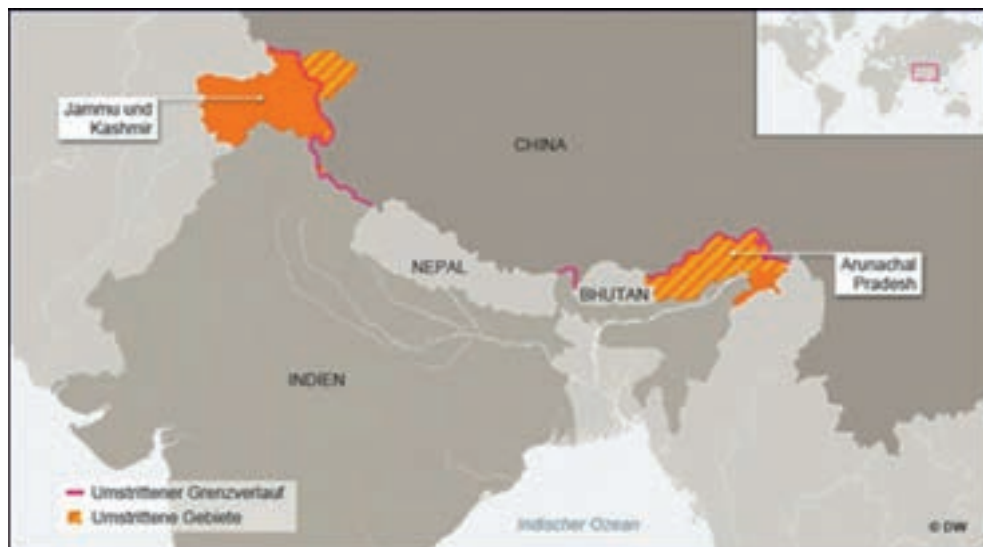 Jammu und
Kashmir
CHINA
NEPAL
BHUTAN
Arunachal
Pradesh
INDIEN
Umstrittener Grenzverlauf
Umstrittene Gebiete
Indischer Ozean
© DW